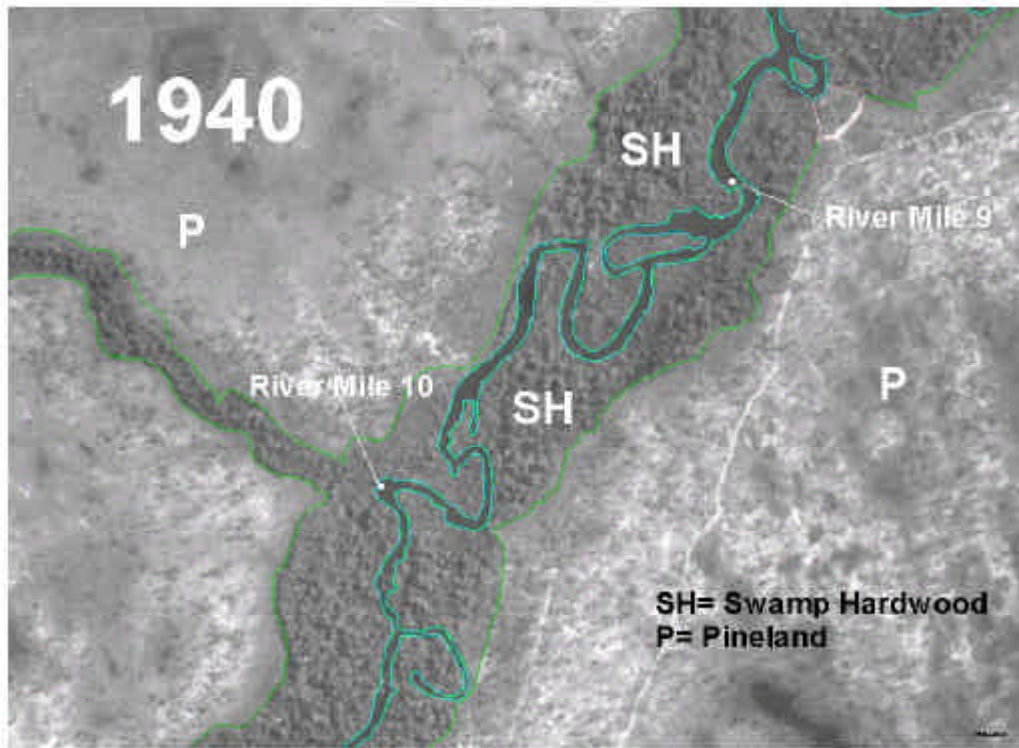 1940
SH
P
River Mile 9
River Mile 10
P
SH
SH= Swamp Hardwood
P= Pineland